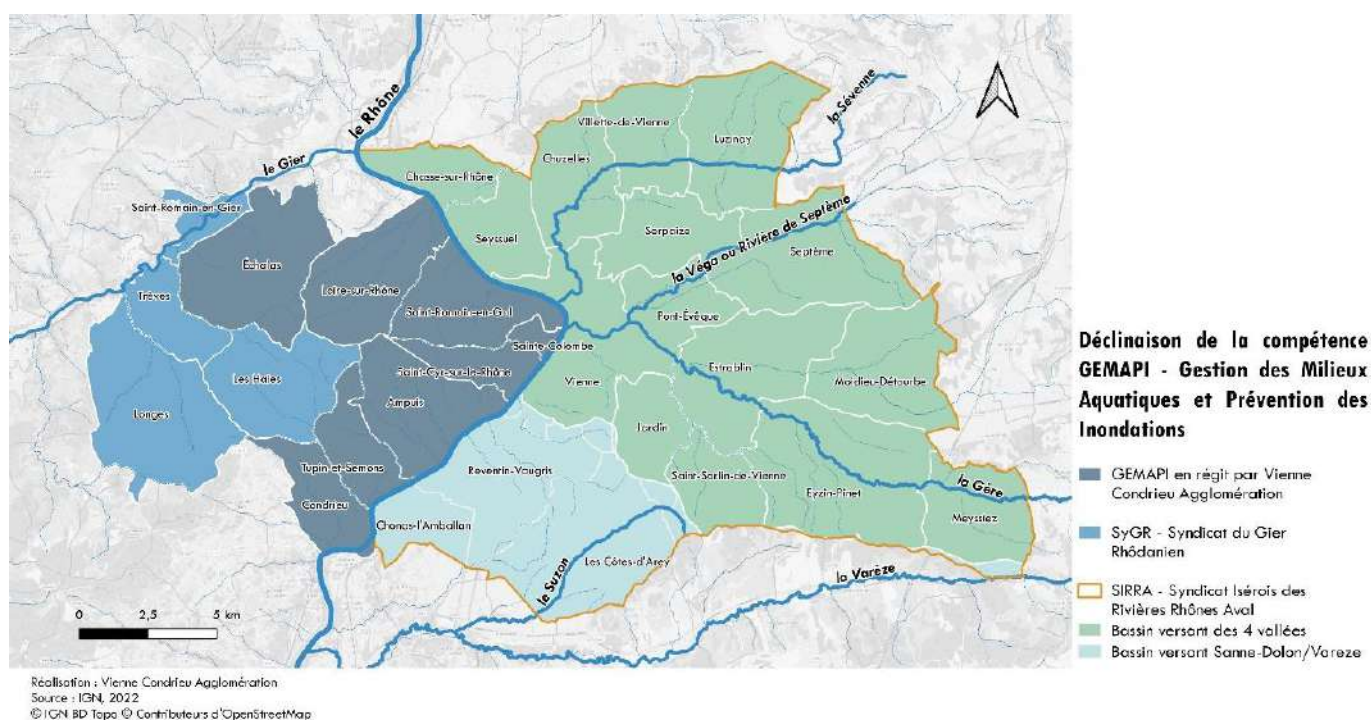 le Rhône
la Sévenne
Villette-de-Vienne
Luzinay
Chuzelles
le Gier
Chasse-sur-Rhône
Saint-Romain-en-Gier
Seyssuel
Serpaize
la Véga ou Rivière de Septème
Septème
Échalas
Loire-sur-Rhône
Trèves
Saint-Romain-en-Gal
Pont-Évêque
Sainte-Colombe
Les Haies
Saint-Cyr-sur-le-Rhône
Vienne
Estrablin
Moidieu-Détourbe
Longes
Ampuis
Jardin
Tupin-et-Semons
Reventin-Vaugris
Saint-Sorlin-de-Vienne
la Gère
Condrieu
Eyzin-Pinet
Meyssiez
Chonas-l'Amballan
Les Côtes-d'Arey
le Suzon
la Varèze
0 2,5 5 km
Déclinaison de la compétence
GEMAPI - Gestion des Milieux
Aquatiques et Prévention des
Inondations
GEMAPI en régit par Vienne
Condrieu Agglomération
SyGR - Syndicat du Gier
Rhôdanien
SIRRA - Syndicat Isérois des
Rivières Rhônes Aval
Bassin versant des 4 vallées
Bassin versant Sanne-Dolon/Vareze
Réalisation : Vienne Condrieu Agglomération
Source : IGN, 2022
© IGN BD Topo © Contributeurs d'OpenStreetMap